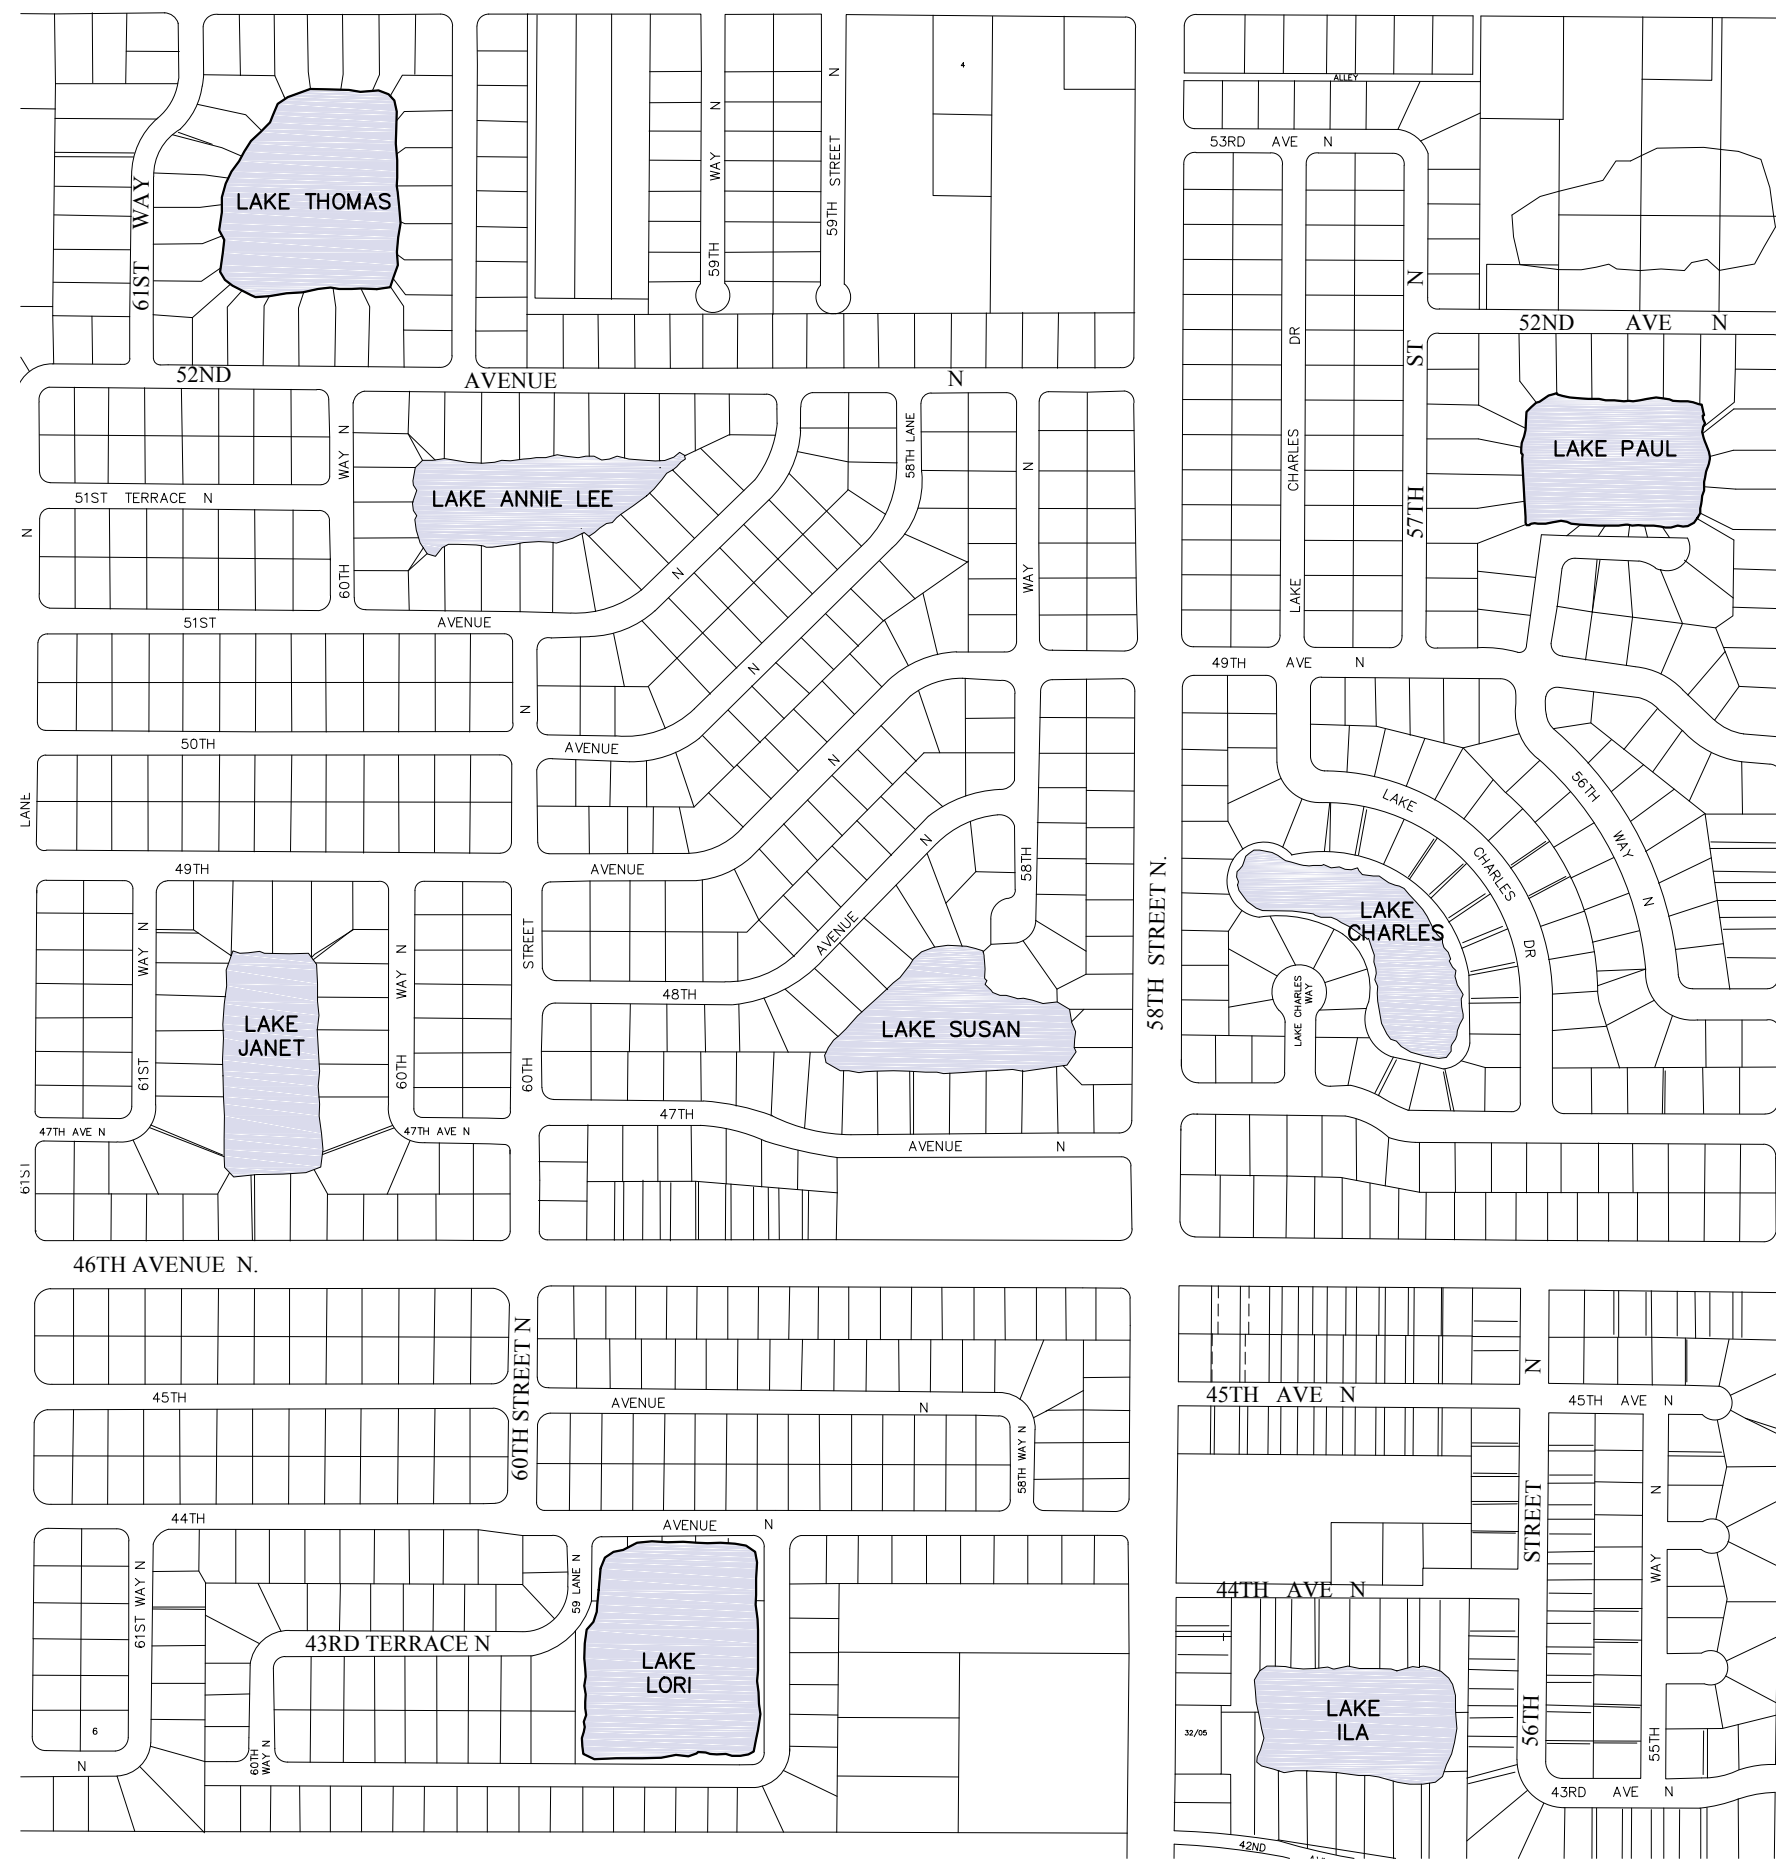 4
ALLEY
53RD AVE N
LAKE THOMAS
61ST WAY
59TH WAY N
59TH STREET N
52ND AVENUE N
52ND AVE N
LAKE CHARLES DR
57TH ST N
LAKE PAUL
60TH WAY N
58TH LANE
WAY N
LAKE ANNIE LEE
51ST TERRACE N
N
N
51ST AVENUE
N
N
49TH AVE N
50TH AVENUE
N
LANE
LAKE CHARLES DR
56TH WAY N
49TH AVENUE
N
58TH
58TH STREET N.
LAKE
CHARLES
61ST WAY N
60TH WAY N
60TH STREET
AVENUE
48TH
LAKE CHARLES
WAY
LAKE
JANET
LAKE SUSAN
47TH AVE N
47TH AVE N
47TH AVENUE N
61ST
46TH AVENUE N.
60TH STREET N
45TH AVENUE N
58TH WAY N
45TH AVE N
45TH AVE N
56TH STREET N
55TH WAY N
44TH AVENUE N
61ST WAY N
59 LANE N
44TH AVE N
43RD TERRACE N
LAKE
LORI
LAKE
ILA
6
32/05
N
60TH
WAY N
43RD AVE N
42ND